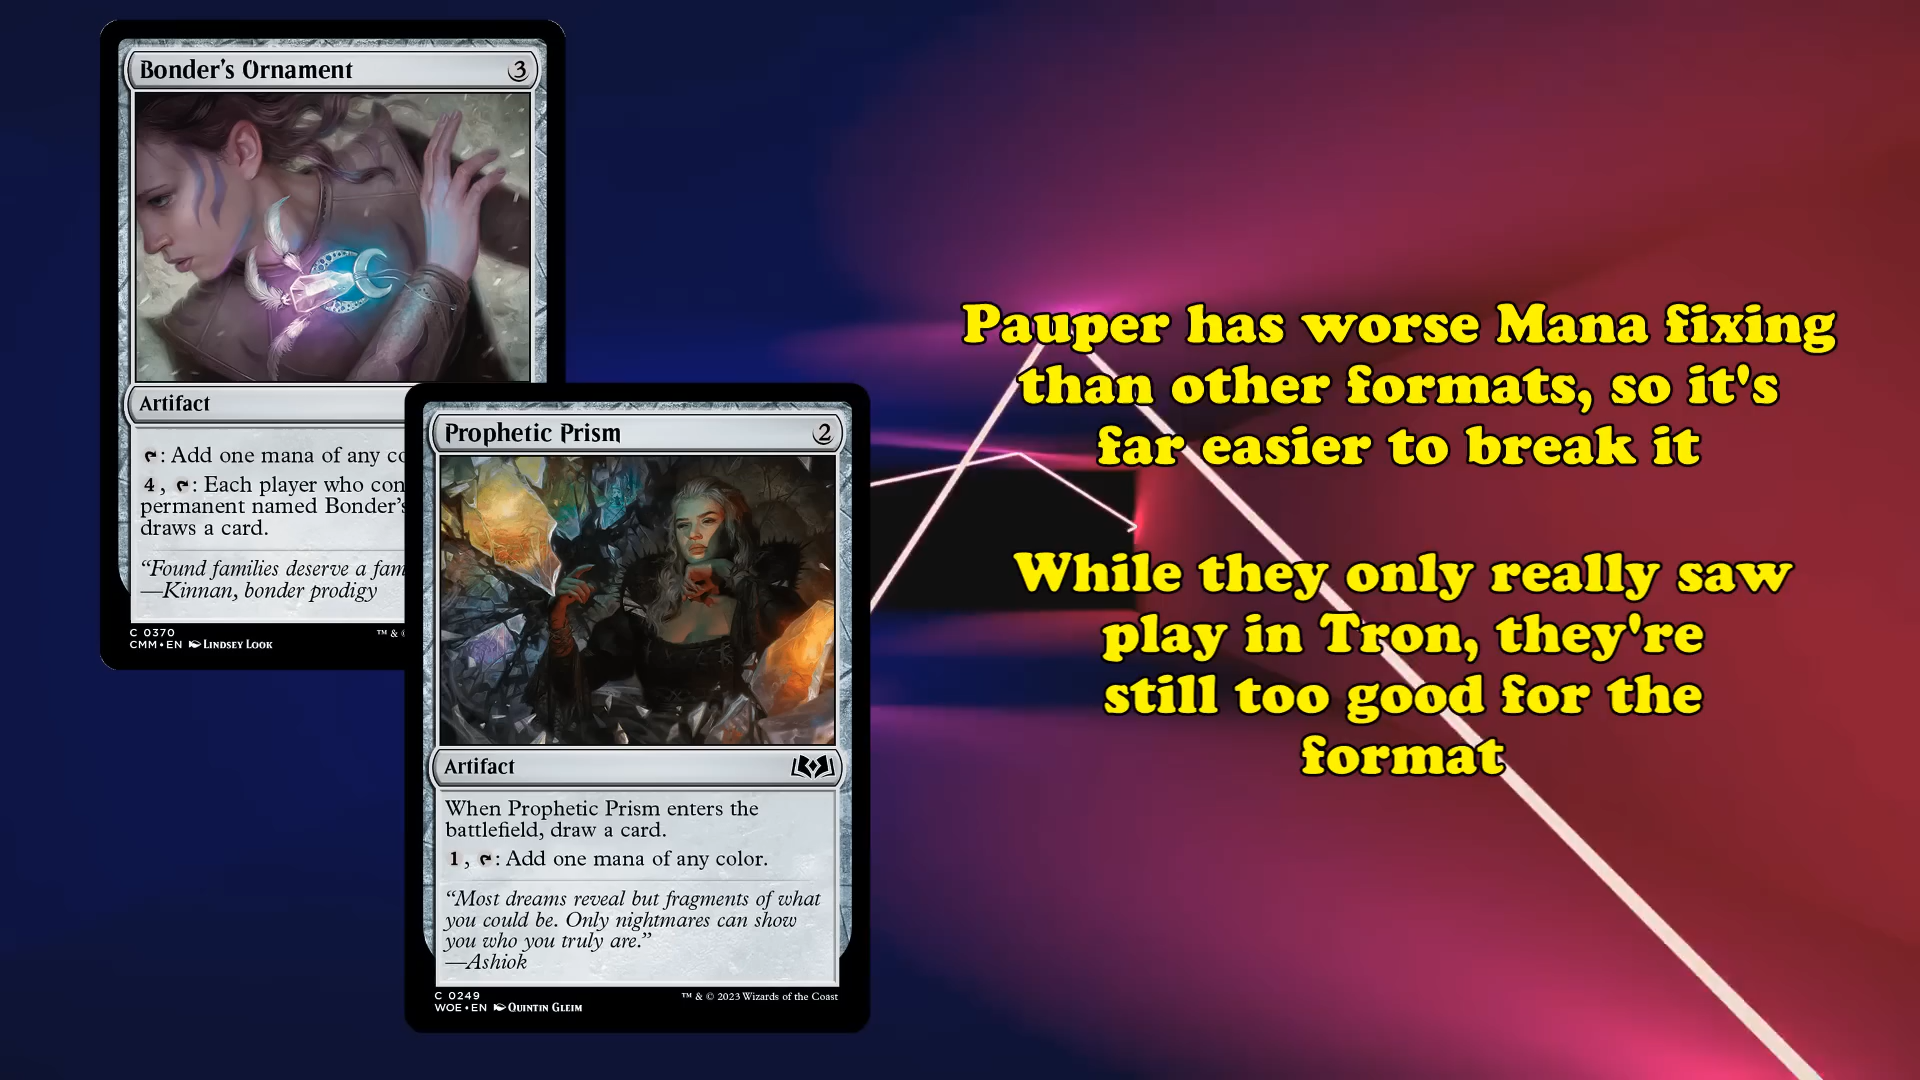 Bonder's Ornament 3
Artifact
: Add one mana of any co
4, : Each player who con
permanent named Bonder's
draws a card.
“Found families deserve a fam
—Kinnan, bonder prodigy
C 0370
CMM•EN Lindsey Look
™ & ©
Prophetic Prism 2
Artifact
When Prophetic Prism enters the
battlefield, draw a card.
1, : Add one mana of any color.
“Most dreams reveal but fragments of what
you could be. Only nightmares can show
you who you truly are.”
—Ashiok
C 0249
WOE•EN Quintin Gleim
™ & © 2023 Wizards of the Coast
Pauper has worse Mana fixing
than other formats, so it's
far easier to break it
While they only really saw
play in Tron, they're
still too good for the
format